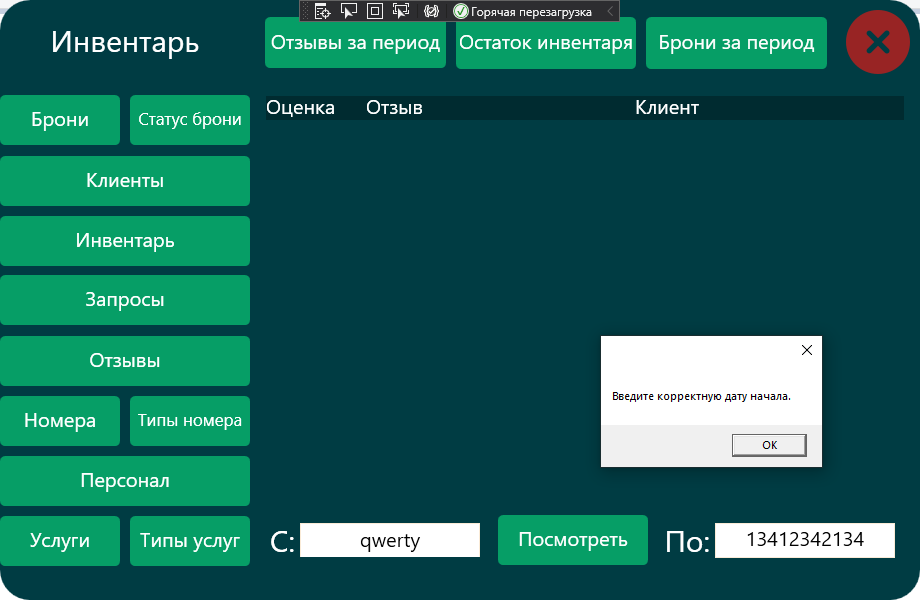 Горячая перезагрузка
Инвентарь
Отзывы за период
Остаток инвентаря
Брони за период
Брони
Статус брони
Оценка
Отзыв
Клиент
Клиенты
Инвентарь
Запросы
Отзывы
Номера
Типы номера
Персонал
Услуги
Типы услуг
Введите корректную дату начала.
ОК
С:
qwerty
Посмотреть
По:
13412342134